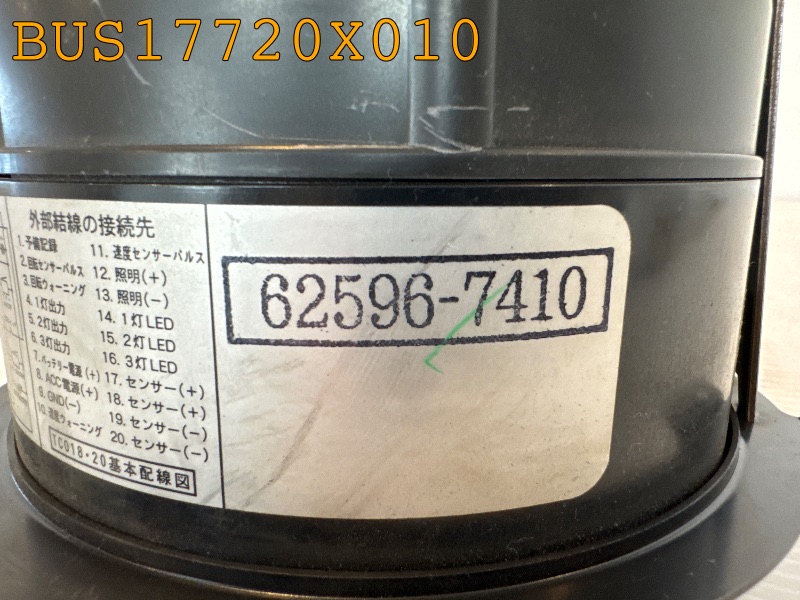 BUS17720X010
外部結線の接続先
1.予備記録
2.回転センサーパルス
3.回転ウォーニング
4.1灯出力
5.2灯出力
6.3灯出力
7.バッテリー電源(+)
8.ACC電源(+)
9.GND(-)
10.速度ウォーニング
11.速度センサーパルス
12.照明(+)
13.照明(-)
14.1灯LED
15.2灯LED
16.3灯LED
17.センサー(+)
18.センサー(+)
19.センサー(-)
20.センサー(-)
TCO18・20基本配線図
62596-7410